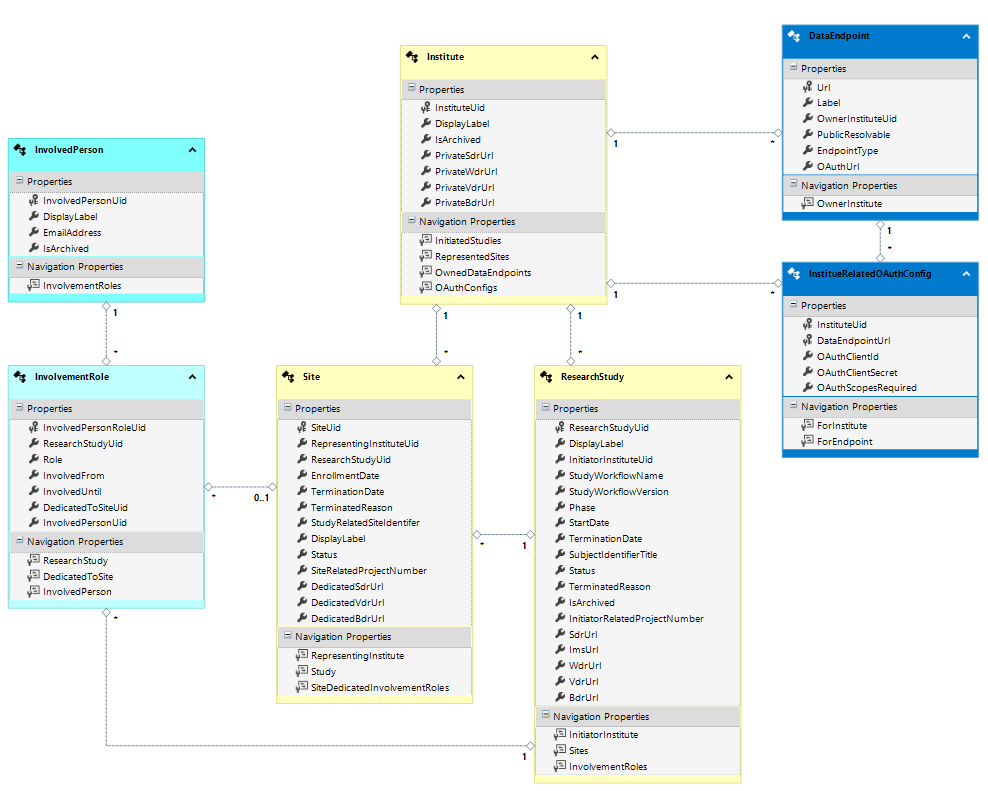 DataEndpoint
Properties
Url
Label
OwnerInstituteUid
PublicResolvable
EndpointType
OAuthUrl
Navigation Properties
OwnerInstitute
1
*
Institute
Properties
InstituteUid
DisplayLabel
IsArchived
PrivateSdrUrl
PrivateWdrUrl
PrivateVdrUrl
PrivateBdrUrl
Navigation Properties
InitiatedStudies
RepresentedSites
OwnedDataEndpoints
OAuthConfigs
1
*
1
*
1
*
1
*
InvolvedPerson
Properties
InvolvedPersonUid
DisplayLabel
EmailAddress
IsArchived
Navigation Properties
InvolvementRoles
1
*
InstitueRelatedOAuthConfig
Properties
InstituteUid
DataEndpointUrl
OAuthClientId
OAuthClientSecret
OAuthScopesRequired
Navigation Properties
ForInstitute
ForEndpoint
InvolvementRole
Properties
InvolvedPersonRoleUid
ResearchStudyUid
Role
InvolvedFrom
InvolvedUntil
DedicatedToSiteUid
InvolvedPersonUid
Navigation Properties
ResearchStudy
DedicatedToSite
InvolvedPerson
*
0..1
*
1
Site
Properties
SiteUid
RepresentingInstituteUid
ResearchStudyUid
EnrollmentDate
TerminationDate
TerminatedReason
StudyRelatedSiteIdentifer
DisplayLabel
Status
SiteRelatedProjectNumber
DedicatedSdrUrl
DedicatedVdrUrl
DedicatedBdrUrl
Navigation Properties
RepresentingInstitute
Study
SiteDedicatedInvolvementRoles
*
1
ResearchStudy
Properties
ResearchStudyUid
DisplayLabel
InitiatorInstituteUid
StudyWorkflowName
StudyWorkflowVersion
Phase
StartDate
TerminationDate
SubjectIdentifierTitle
Status
TerminatedReason
IsArchived
InitiatorRelatedProjectNumber
SdrUrl
ImsUrl
WdrUrl
VdrUrl
BdrUrl
Navigation Properties
InitiatorInstitute
Sites
InvolvementRoles